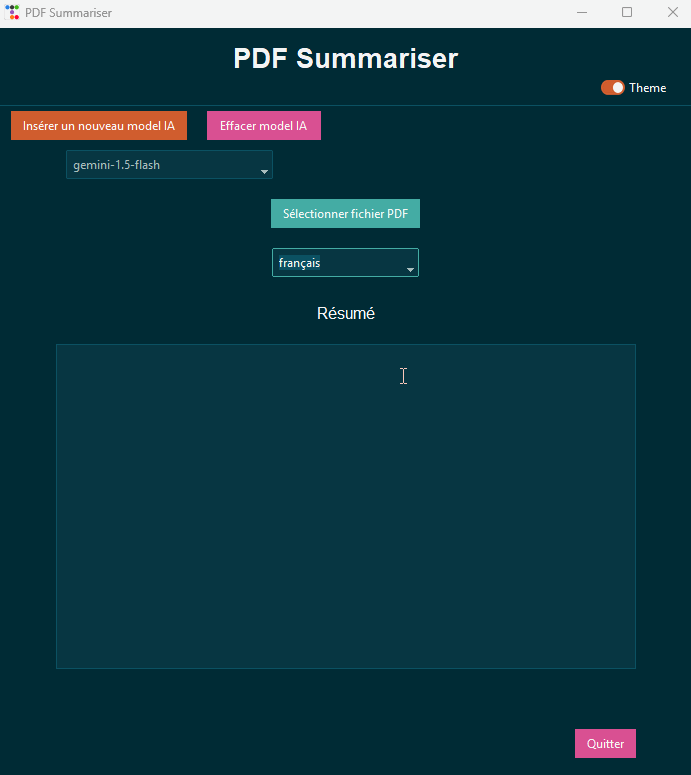 PDF Summariser
PDF Summariser
Theme
Insérer un nouveau model IA
Effacer model IA
gemini-1.5-flash
Sélectionner fichier PDF
français
Résumé
Quitter